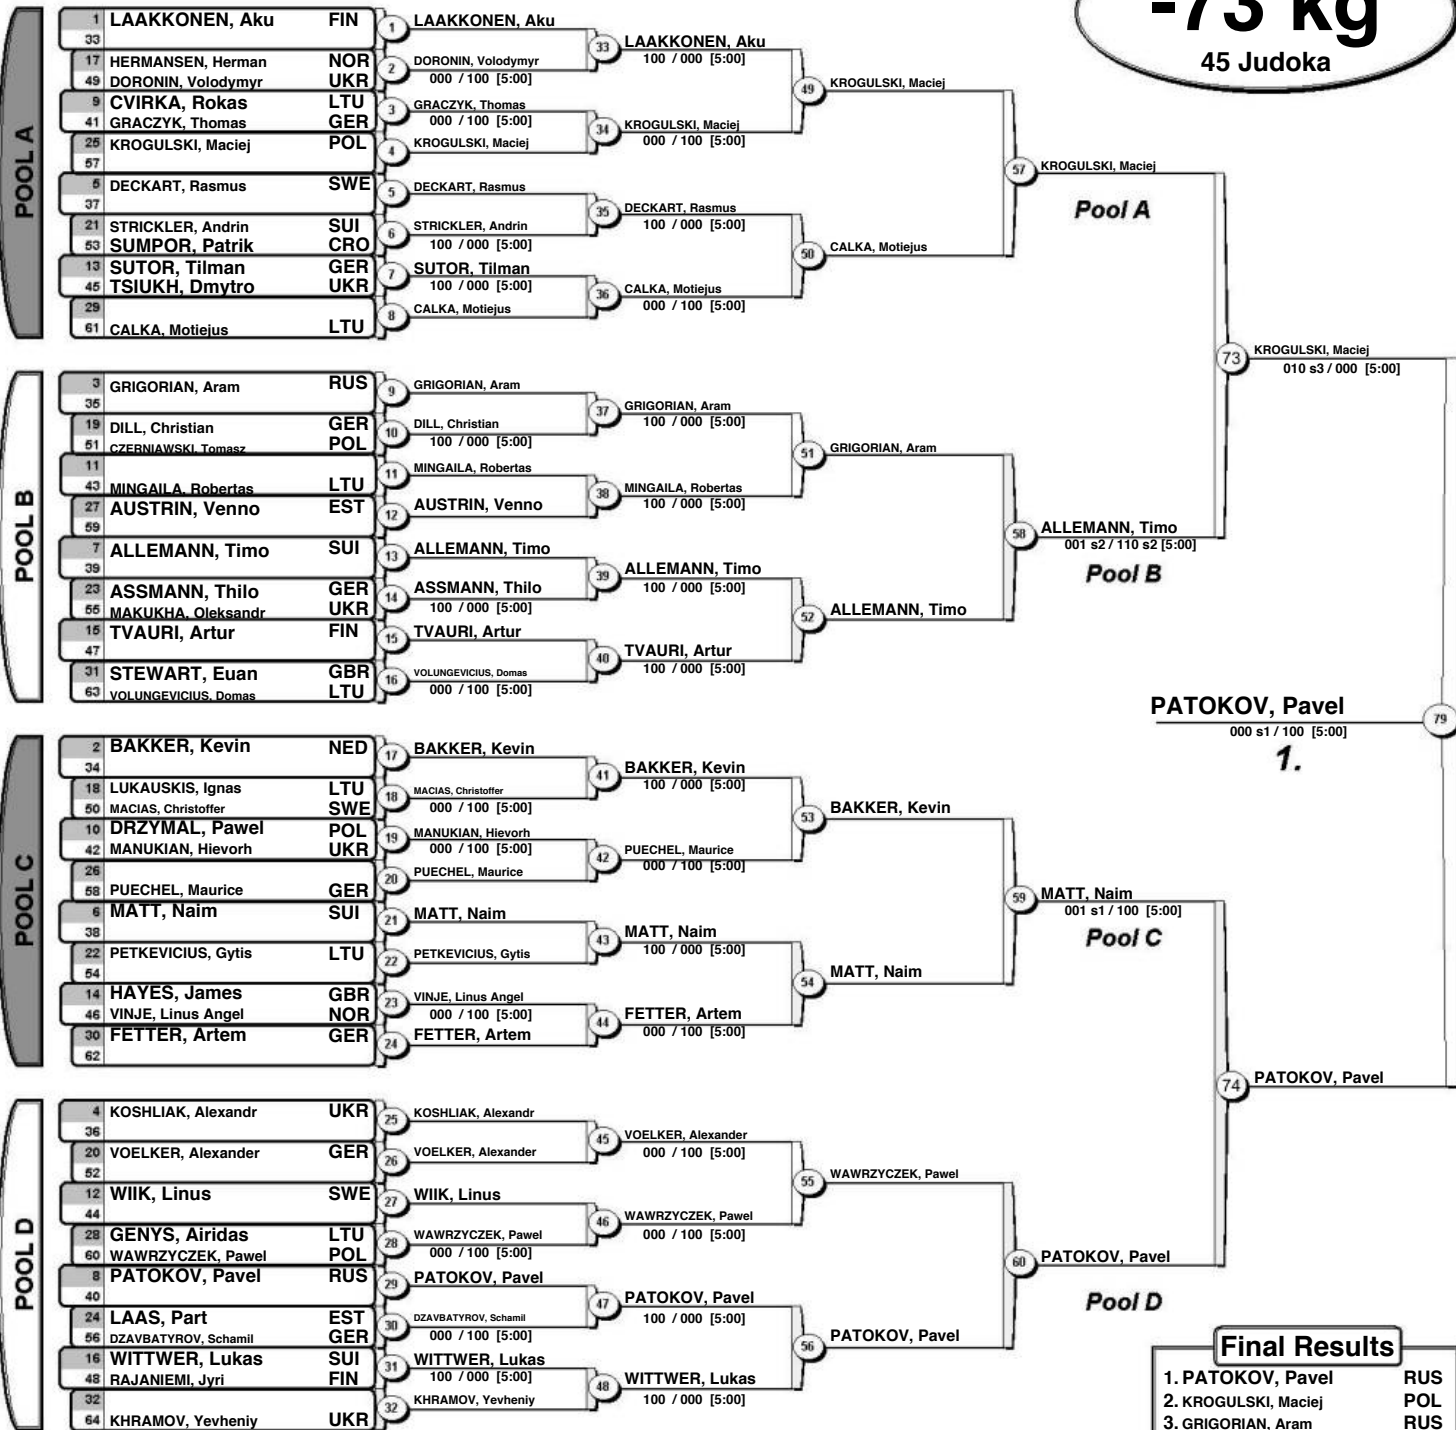 -73 kg
45 Judoka
POOL A
1 LAAKKONEN, Aku FIN
33
17 HERMANSEN, Herman NOR
49 DORONIN, Volodymyr UKR
9 CVIRKA, Rokas LTU
41 GRACZYK, Thomas GER
25 KROGULSKI, Maciej POL
57
5 DECKART, Rasmus SWE
37
21 STRICKLER, Andrin SUI
53 SUMPOR, Patrik CRO
13 SUTOR, Tilman GER
45 TSIUKH, Dmytro UKR
29
61 CALKA, Motiejus LTU
1 LAAKKONEN, Aku
2 DORONIN, Volodymyr
000 / 100 [5:00]
3 GRACZYK, Thomas
000 / 100 [5:00]
4 KROGULSKI, Maciej
5 DECKART, Rasmus
6 STRICKLER, Andrin
100 / 000 [5:00]
7 SUTOR, Tilman
100 / 000 [5:00]
8 CALKA, Motiejus
33 LAAKKONEN, Aku
100 / 000 [5:00]
34 KROGULSKI, Maciej
000 / 100 [5:00]
35 DECKART, Rasmus
100 / 000 [5:00]
36 CALKA, Motiejus
000 / 100 [5:00]
49 KROGULSKI, Maciej
50 CALKA, Motiejus
57 KROGULSKI, Maciej
Pool A
POOL B
3 GRIGORIAN, Aram RUS
35
19 DILL, Christian GER
51 CZERNIAWSKI, Tomasz POL
11
43 MINGAILA, Robertas LTU
27 AUSTRIN, Venno EST
59
7 ALLEMANN, Timo SUI
39
23 ASSMANN, Thilo GER
55 MAKUKHA, Oleksandr UKR
15 TVAURI, Artur FIN
47
31 STEWART, Euan GBR
63 VOLUNGEVICIUS, Domas LTU
9 GRIGORIAN, Aram
10 DILL, Christian
100 / 000 [5:00]
11 MINGAILA, Robertas
12 AUSTRIN, Venno
13 ALLEMANN, Timo
14 ASSMANN, Thilo
100 / 000 [5:00]
15 TVAURI, Artur
16 VOLUNGEVICIUS, Domas
000 / 100 [5:00]
37 GRIGORIAN, Aram
100 / 000 [5:00]
38 MINGAILA, Robertas
100 / 000 [5:00]
39 ALLEMANN, Timo
100 / 000 [5:00]
40 TVAURI, Artur
100 / 000 [5:00]
51 GRIGORIAN, Aram
52 ALLEMANN, Timo
58 ALLEMANN, Timo
001 s2 / 110 s2 [5:00]
Pool B
73 KROGULSKI, Maciej
010 s3 / 000 [5:00]
PATOKOV, Pavel 79
000 s1 / 100 [5:00]
1.
POOL C
2 BAKKER, Kevin NED
34
18 LUKAUSKIS, Ignas LTU
50 MACIAS, Christoffer SWE
10 DRZYMAL, Pawel POL
42 MANUKIAN, Hievorh UKR
26
58 PUECHEL, Maurice GER
6 MATT, Naim SUI
38
22 PETKEVICIUS, Gytis LTU
54
14 HAYES, James GBR
46 VINJE, Linus Angel NOR
30 FETTER, Artem GER
62
17 BAKKER, Kevin
18 MACIAS, Christoffer
000 / 100 [5:00]
19 MANUKIAN, Hievorh
000 / 100 [5:00]
20 PUECHEL, Maurice
21 MATT, Naim
22 PETKEVICIUS, Gytis
23 VINJE, Linus Angel
000 / 100 [5:00]
24 FETTER, Artem
41 BAKKER, Kevin
100 / 000 [5:00]
42 PUECHEL, Maurice
000 / 100 [5:00]
43 MATT, Naim
100 / 000 [5:00]
44 FETTER, Artem
000 / 100 [5:00]
53 BAKKER, Kevin
54 MATT, Naim
59 MATT, Naim
001 s1 / 100 [5:00]
Pool C
POOL D
4 KOSHLIAK, Alexandr UKR
36
20 VOELKER, Alexander GER
52
12 WIIK, Linus SWE
44
28 GENYS, Airidas LTU
60 WAWRZYCZEK, Pawel POL
8 PATOKOV, Pavel RUS
40
24 LAAS, Part EST
56 DZAVBATYROV, Schamil GER
16 WITTWER, Lukas SUI
48 RAJANIEMI, Jyri FIN
32
64 KHRAMOV, Yevheniy UKR
25 KOSHLIAK, Alexandr
26 VOELKER, Alexander
27 WIIK, Linus
28 WAWRZYCZEK, Pawel
000 / 100 [5:00]
29 PATOKOV, Pavel
30 DZAVBATYROV, Schamil
000 / 100 [5:00]
31 WITTWER, Lukas
100 / 000 [5:00]
32 KHRAMOV, Yevheniy
45 VOELKER, Alexander
000 / 100 [5:00]
46 WAWRZYCZEK, Pawel
000 / 100 [5:00]
47 PATOKOV, Pavel
100 / 000 [5:00]
48 WITTWER, Lukas
100 / 000 [5:00]
55 WAWRZYCZEK, Pawel
56 PATOKOV, Pavel
60 PATOKOV, Pavel
Pool D
74 PATOKOV, Pavel
Final Results
1. PATOKOV, Pavel RUS
2. KROGULSKI, Maciej POL
3. GRIGORIAN, Aram RUS